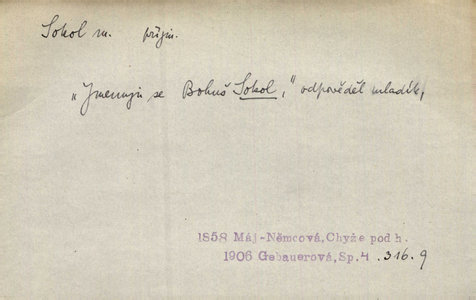 Sokol m. příjm.
„Jmenuji se Bohuš Sokol,“ odpověděl mladík,
1858 Máj-Němcová, Chyže pod h.
1906 Gebauerová, Sp.4 .316.9